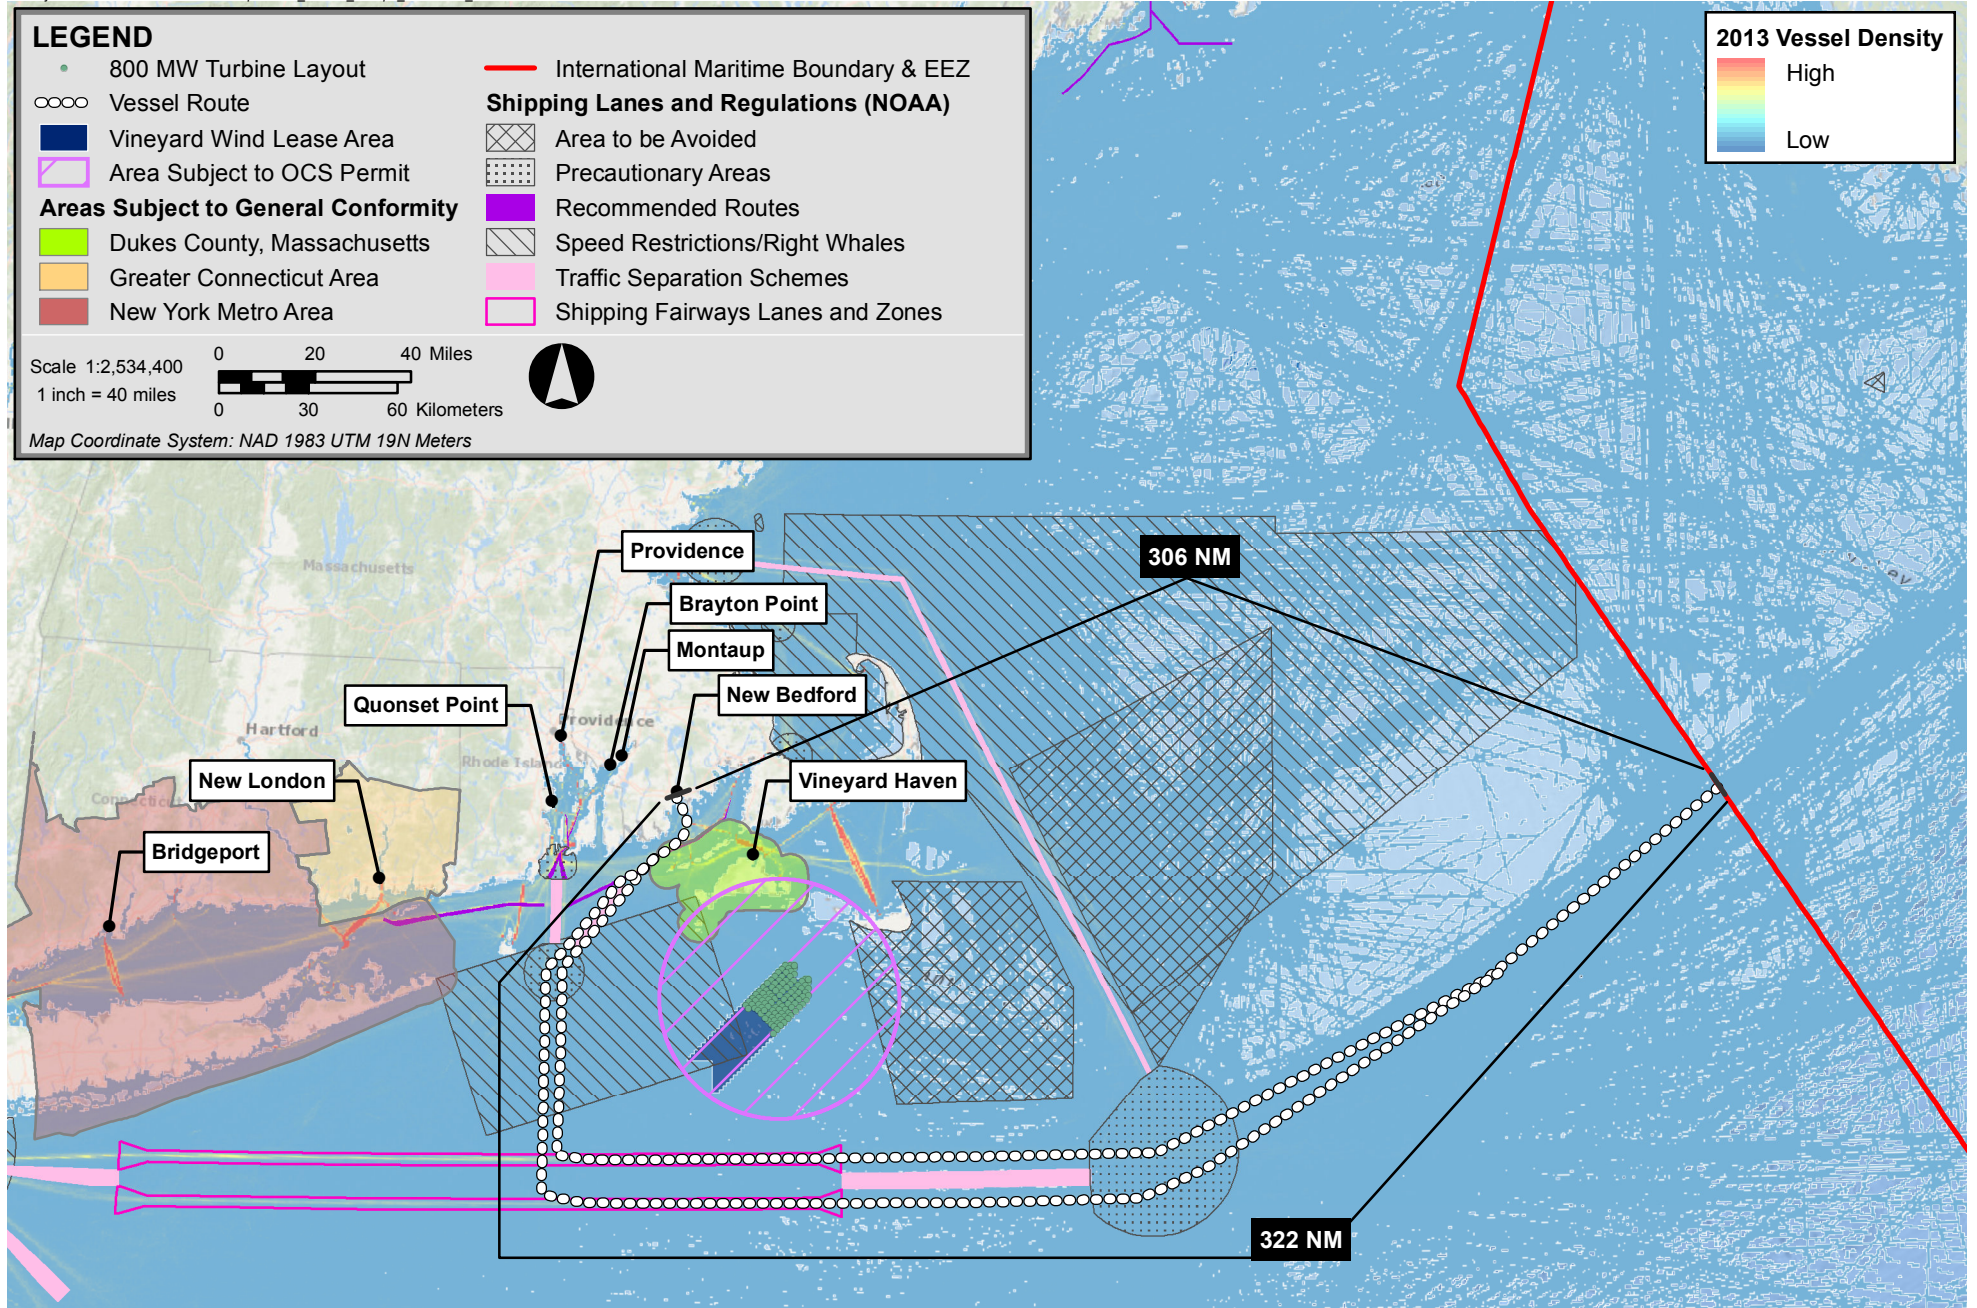 LEGEND
800 MW Turbine Layout
Vessel Route
Vineyard Wind Lease Area
Area Subject to OCS Permit
Areas Subject to General Conformity
Dukes County, Massachusetts
Greater Connecticut Area
New York Metro Area
International Maritime Boundary & EEZ
Shipping Lanes and Regulations (NOAA)
Area to be Avoided
Precautionary Areas
Recommended Routes
Speed Restrictions/Right Whales
Traffic Separation Schemes
Shipping Fairways Lanes and Zones
Scale 1:2,534,400
1 inch = 40 miles
0 20 40 Miles
0 30 60 Kilometers
Map Coordinate System: NAD 1983 UTM 19N Meters
2013 Vessel Density
High
Low
Providence
306 NM
Massachusetts
Brayton Point
Montaup
New Bedford
Quonset Point
Providence
Hartford
Rhode Island
New London
Vineyard Haven
Connecticut
Bridgeport
322 NM